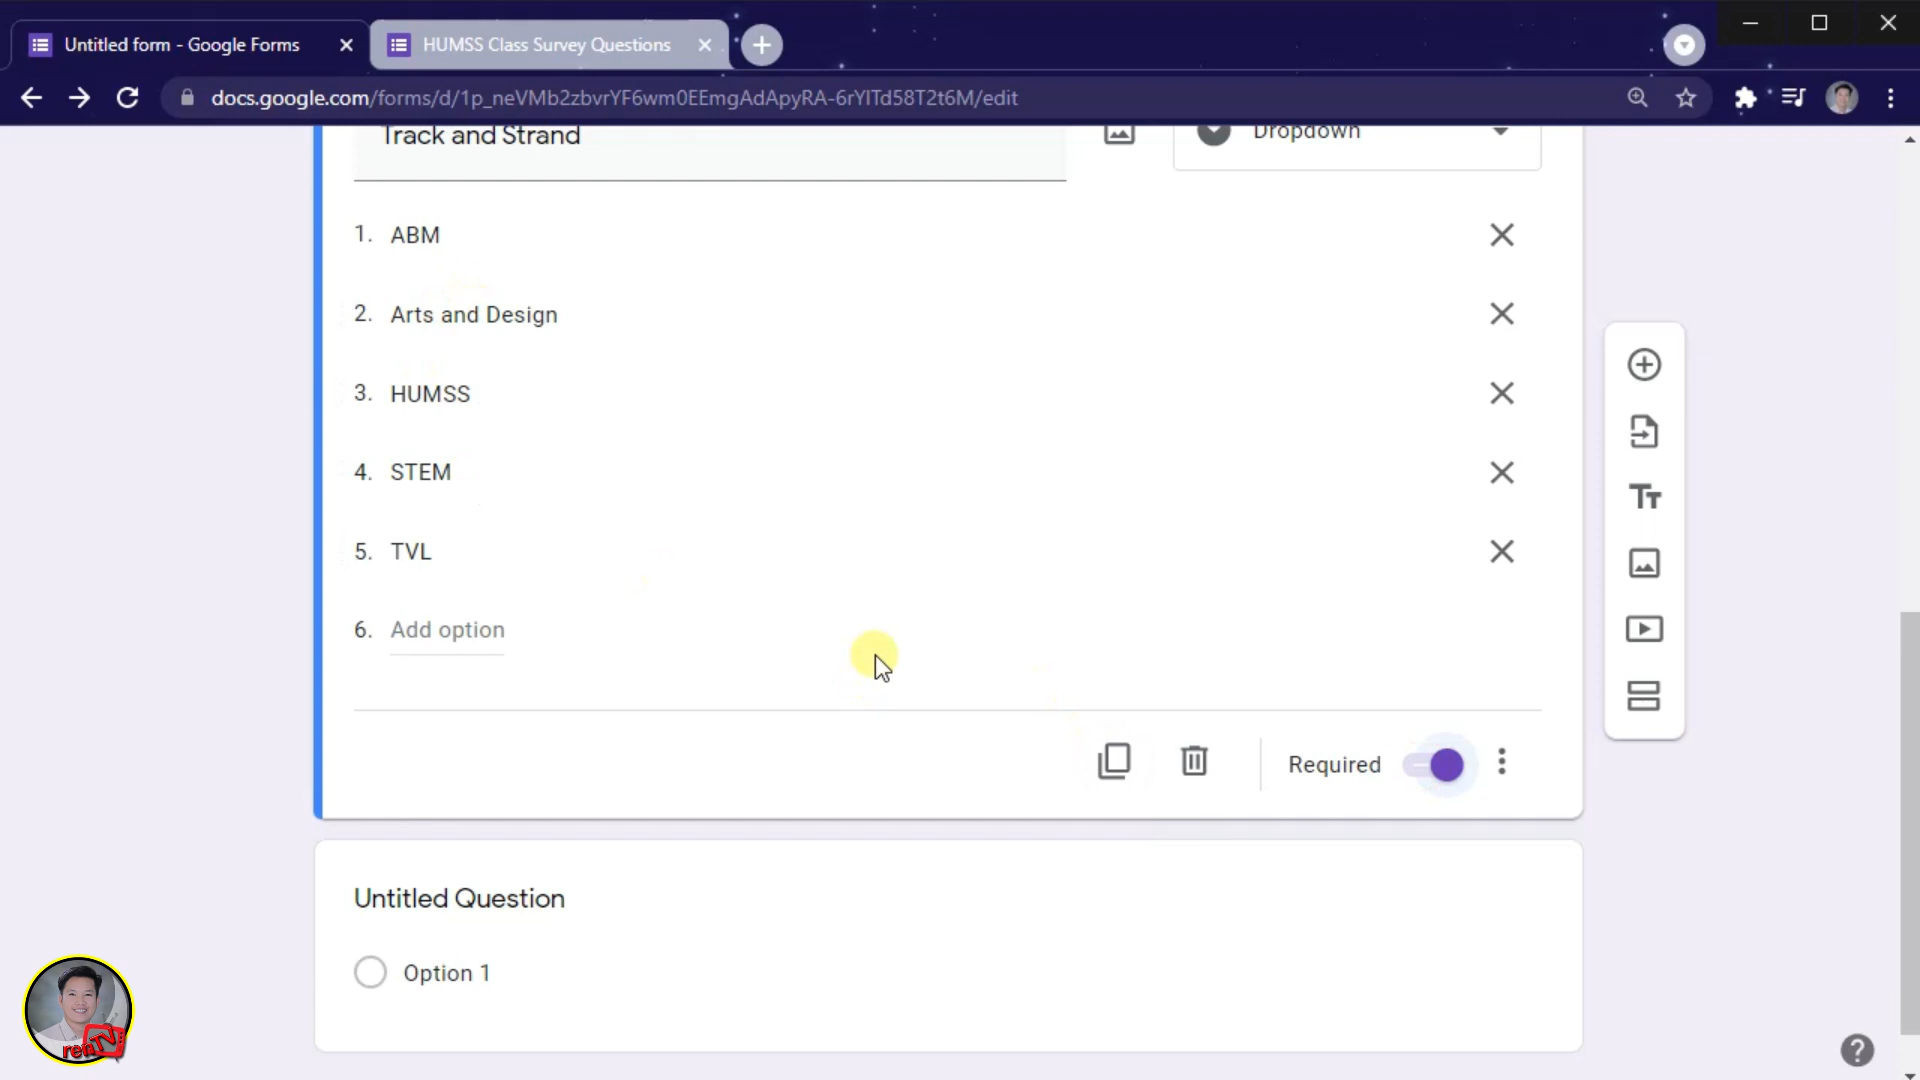 Untitled form - Google Forms
HUMSS Class Survey Questions
docs.google.com/forms/d/1p_neVMb2zbvrYF6wm0EEmgAdApyRA-6rYlTd58T2t6M/edit
Track and Strand
Dropdown
1. ABM
2. Arts and Design
3. HUMSS
4. STEM
5. TVL
6. Add option
Required
Untitled Question
Option 1
renTV